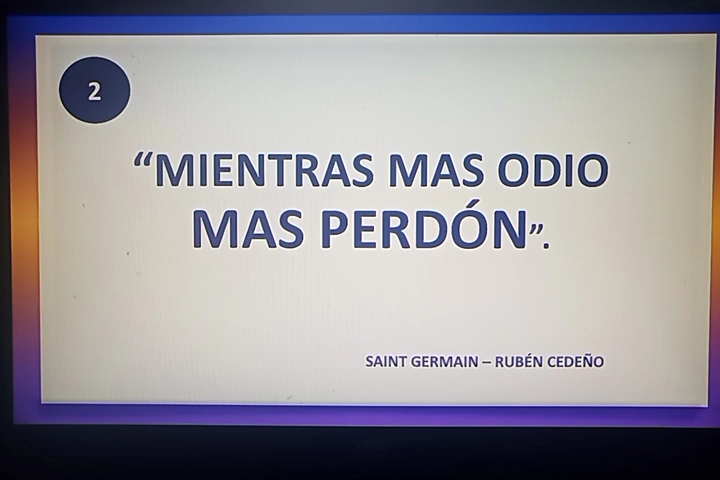 2
“MIENTRAS MAS ODIO
MAS PERDÓN”.
SAINT GERMAIN – RUBÉN CEDEÑO